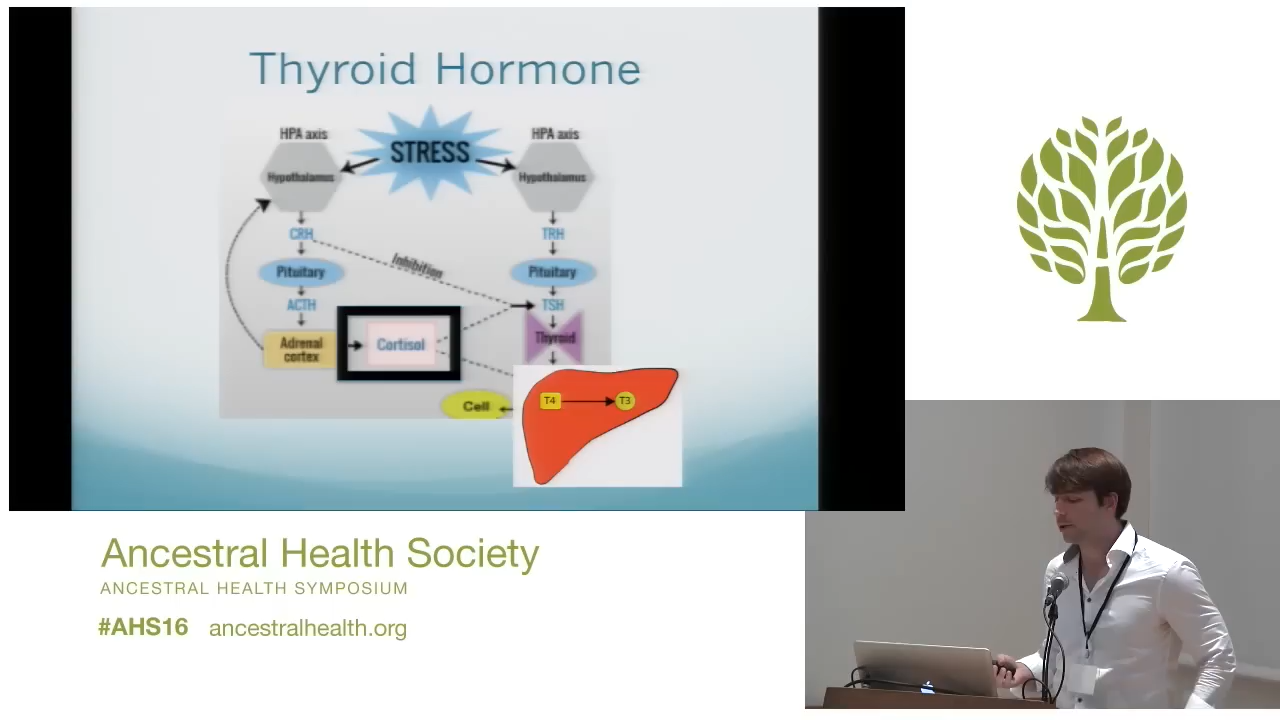 Thyroid Hormone
HPA axis
STRESS
HPA axis
Hypothalamus
Hypothalamus
CRH
TRH
Inhibition
Pituitary
Pituitary
ACTH
TSH
Adrenal
cortex
Cortisol
Thyroid
Cell
T4
T3
Ancestral Health Society
ANCESTRAL HEALTH SYMPOSIUM
#AHS16 ancestralhealth.org